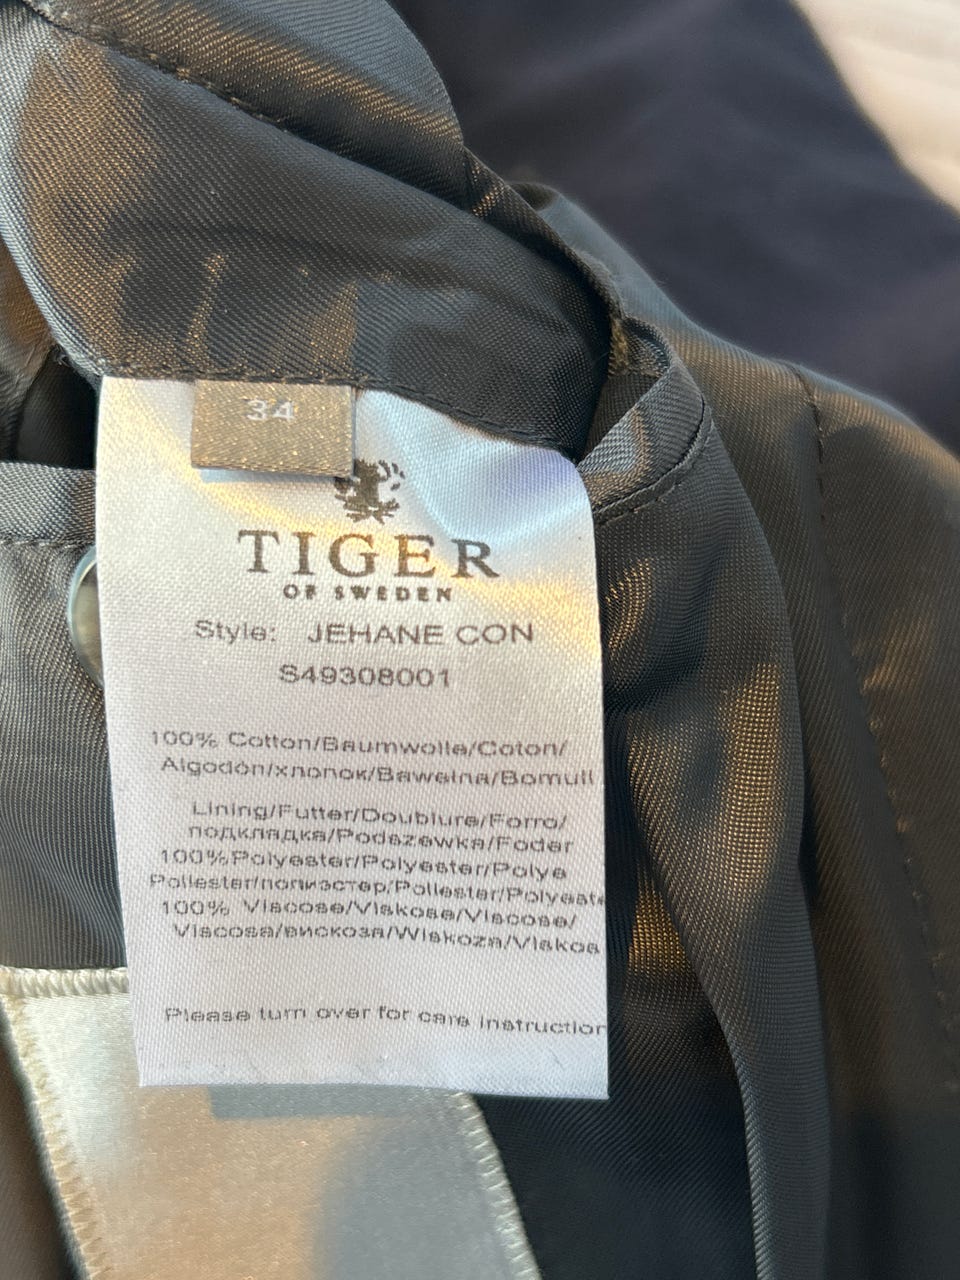 34
TIGER
OF SWEDEN
Style: JEHANE CON
S49308001
100% Cotton/Baumwolle/Coton/
Algodón/хлопок/Bawełna/Bomull
Lining/Futter/Doublure/Forro/
подкладка/Podszewka/Foder
100%Polyester/Polyester/Polye
Poliester/полиэстер/Poliester/Polyeste
100% Viscose/Viskose/Viscose/
Viscosa/вискоза/Wiskoza/Viskos
Please turn over for care instruction